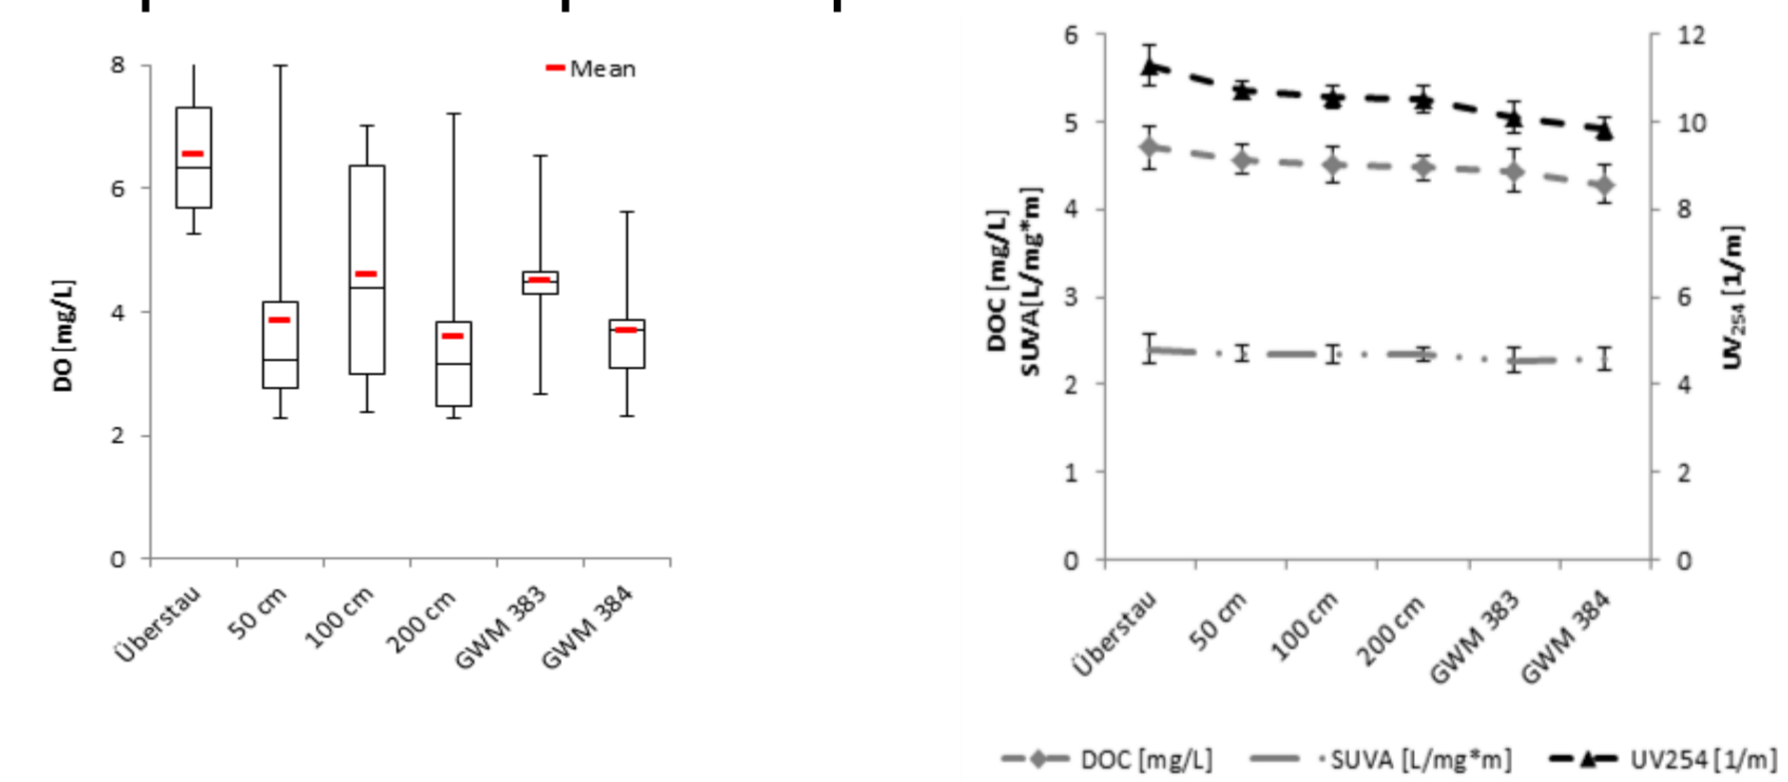 8
6
4
2
0
DO [mg/L]
Mean
Überstau
50 cm
100 cm
200 cm
GWM 383
GWM 384
6
5
4
3
2
1
0
DOC [mg/L]
SUVA[L/mg*m]
12
10
8
6
4
2
0
UV₂₅₄ [1/m]
Überstau
50 cm
100 cm
200 cm
GWM 383
GWM 384
DOC [mg/L]
SUVA [L/mg*m]
UV254 [1/m]